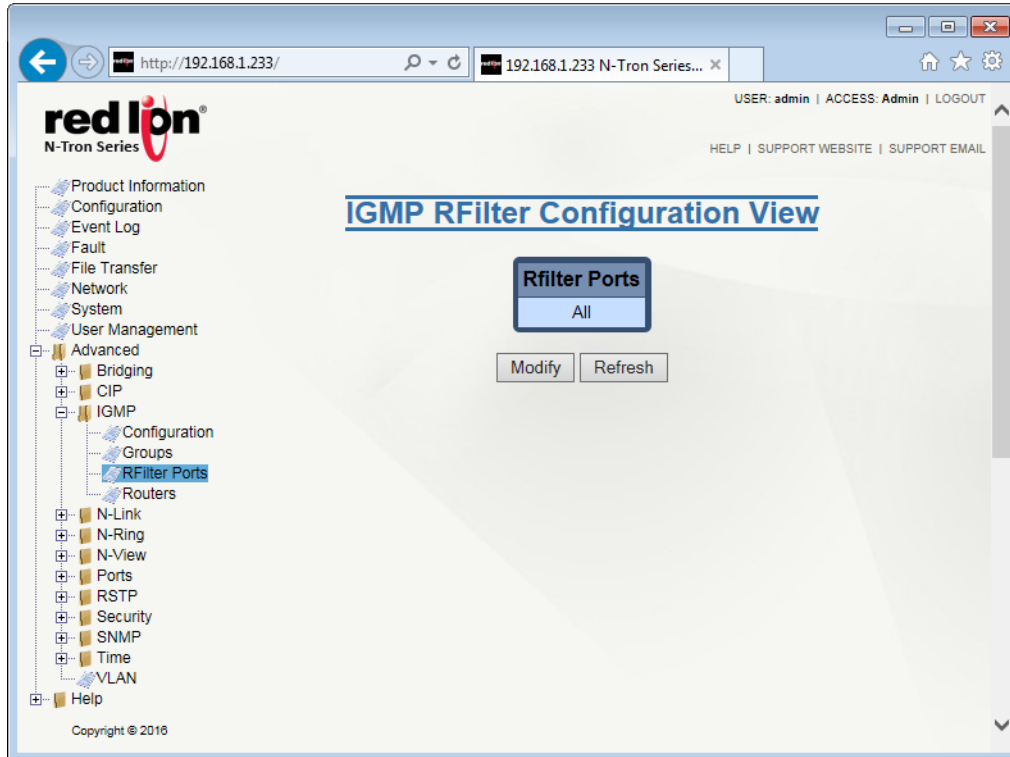 http://192.168.1.233/
192.168.1.233 N-Tron Series...
USER: admin | ACCESS: Admin | LOGOUT
red lion®
N-Tron Series
HELP | SUPPORT WEBSITE | SUPPORT EMAIL
Product Information
Configuration
Event Log
Fault
File Transfer
Network
System
User Management
Advanced
Bridging
CIP
IGMP
Configuration
Groups
RFilter Ports
Routers
N-Link
N-Ring
N-View
Ports
RSTP
Security
SNMP
Time
VLAN
Help
Copyright © 2016
IGMP RFilter Configuration View
Rfilter Ports
All
Modify
Refresh